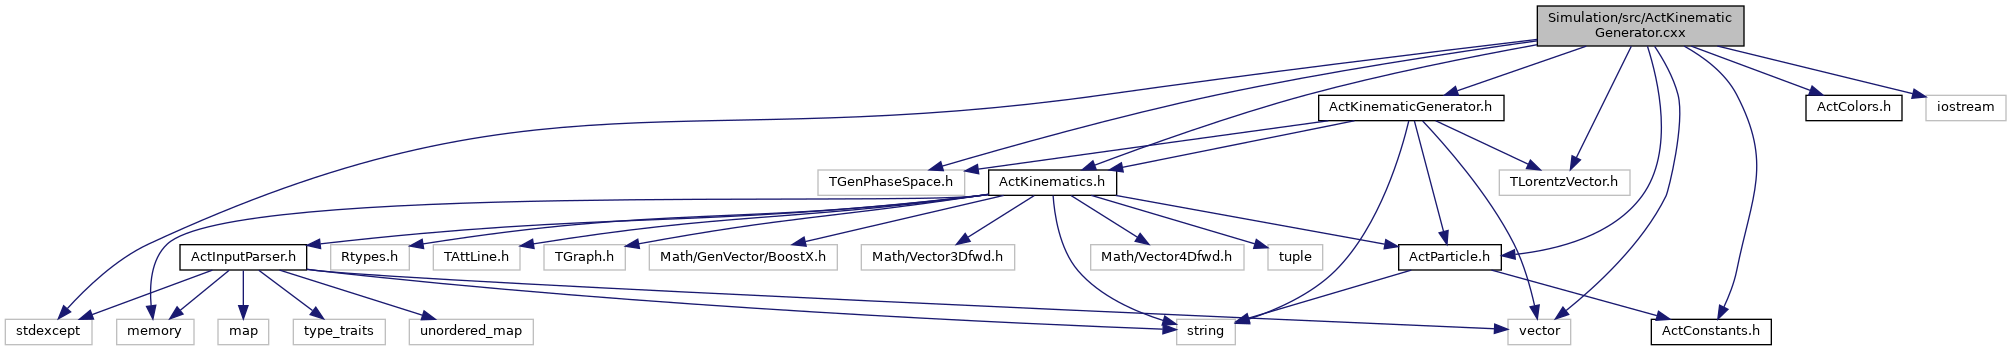 Simulation/src/ActKinematic
Generator.cxx
ActKinematicGenerator.h
ActColors.h
iostream
TGenPhaseSpace.h
ActKinematics.h
TLorentzVector.h
ActInputParser.h
Rtypes.h
TAttLine.h
TGraph.h
Math/GenVector/BoostX.h
Math/Vector3Dfwd.h
Math/Vector4Dfwd.h
tuple
ActParticle.h
stdexcept
memory
map
type_traits
unordered_map
string
vector
ActConstants.h